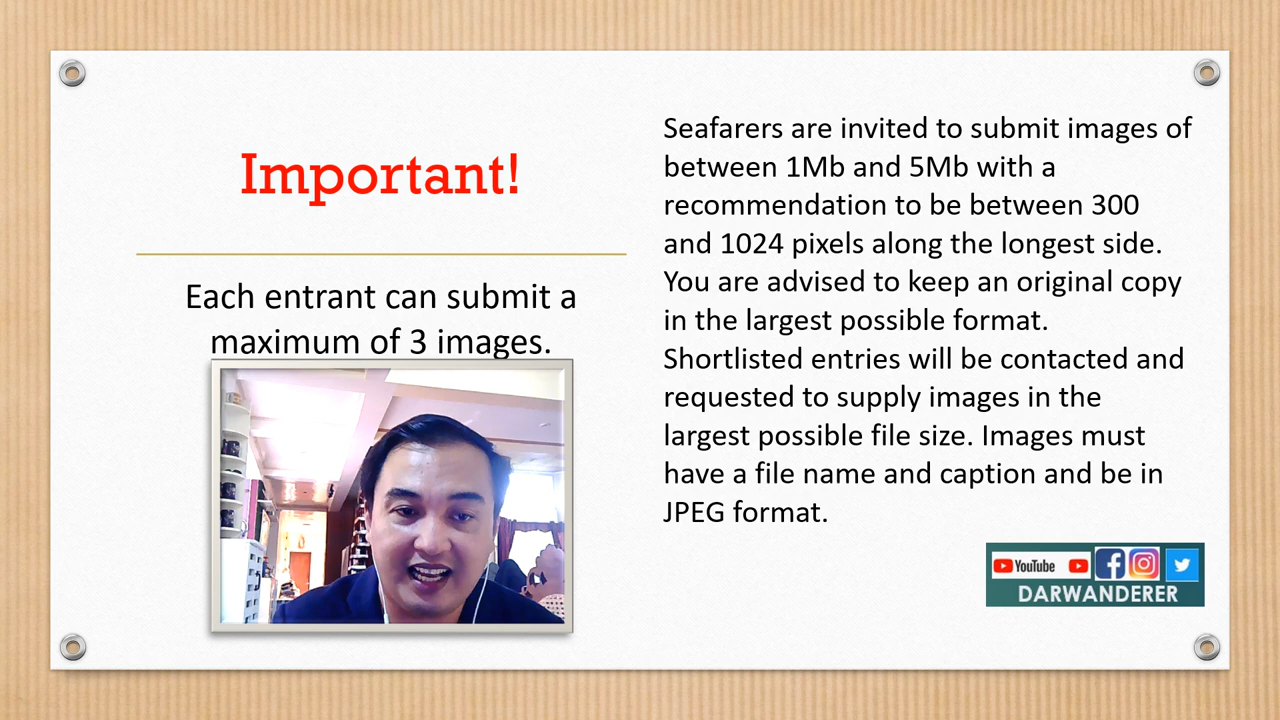 Important!
Each entrant can submit a
maximum of 3 images.
Seafarers are invited to submit images of
between 1Mb and 5Mb with a
recommendation to be between 300
and 1024 pixels along the longest side.
You are advised to keep an original copy
in the largest possible format.
Shortlisted entries will be contacted and
requested to supply images in the
largest possible file size. Images must
have a file name and caption and be in
JPEG format.
YouTube
DARWANDERER